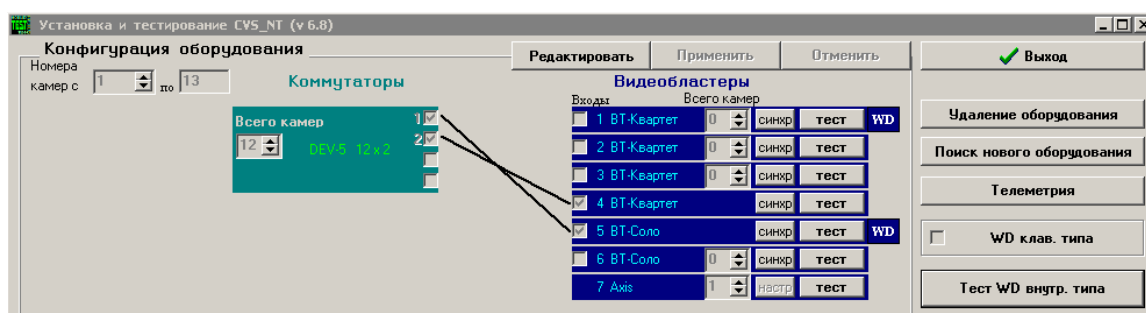 Установка и тестирование CVS_NT (v 6.8)
Конфигурация оборудования
Редактировать Применить Отменить Выход
Номера
камер с 1 по 13
Коммутаторы
Видеобластеры
Входы Всего камер
Всего камер 1
12 DEV-5 12 x 2 2
1 ВТ-Квартет 0 синхр тест WD
2 ВТ-Квартет 0 синхр тест
3 ВТ-Квартет 0 синхр тест
4 ВТ-Квартет синхр тест
5 ВТ-Соло синхр тест WD
6 ВТ-Соло 0 синхр тест
7 Axis 1 настр тест
Удаление оборудования
Поиск нового оборудования
Телеметрия
WD клав. типа
Тест WD внутр. типа